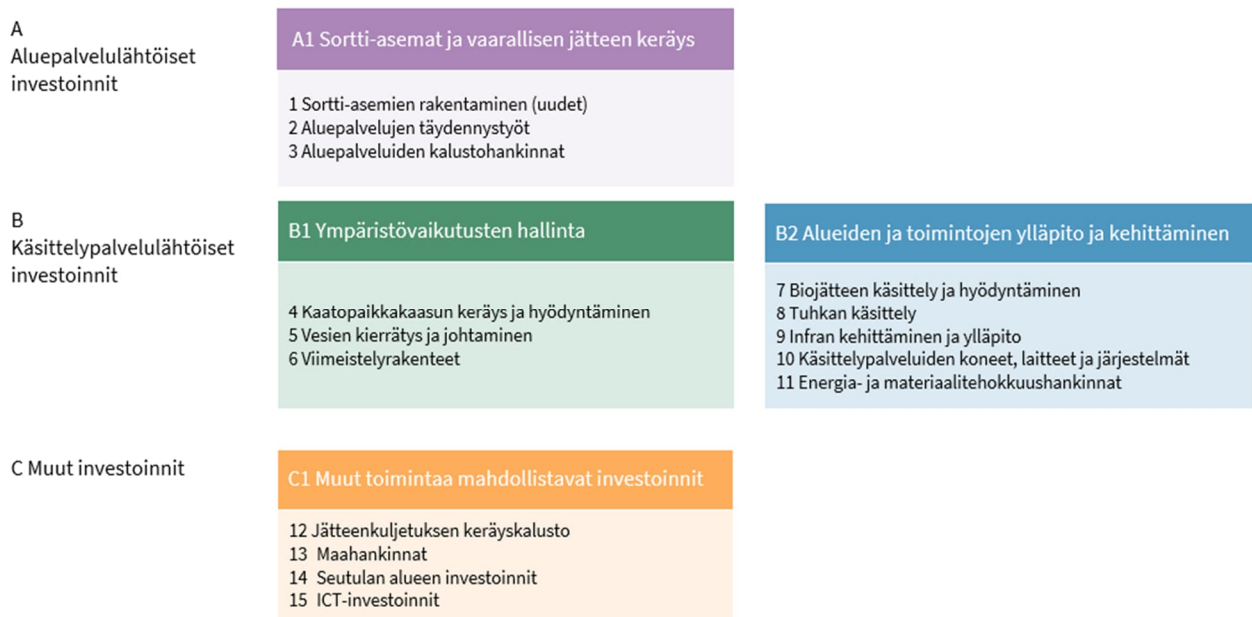 A
Aluepalvelulähtöiset
investoinnit
A1 Sortti-asemat ja vaarallisen jätteen keräys
1 Sortti-asemien rakentaminen (uudet)
2 Aluepalvelujen täydennystyöt
3 Aluepalveluiden kalustohankinnat
B
Käsittelypalvelulähtöiset
investoinnit
B1 Ympäristövaikutusten hallinta
4 Kaatopaikkakaasun keräys ja hyödyntäminen
5 Vesien kierrätys ja johtaminen
6 Viimeistelyrakenteet
B2 Alueiden ja toimintojen ylläpito ja kehittäminen
7 Biojätteen käsittely ja hyödyntäminen
8 Tuhkan käsittely
9 Infran kehittäminen ja ylläpito
10 Käsittelypalveluiden koneet, laitteet ja järjestelmät
11 Energia- ja materiaalitehokkuushankinnat
C Muut investoinnit
C1 Muut toimintaa mahdollistavat investoinnit
12 Jätteenkuljetuksen keräyskalusto
13 Maahankinnat
14 Seutulan alueen investoinnit
15 ICT-investoinnit